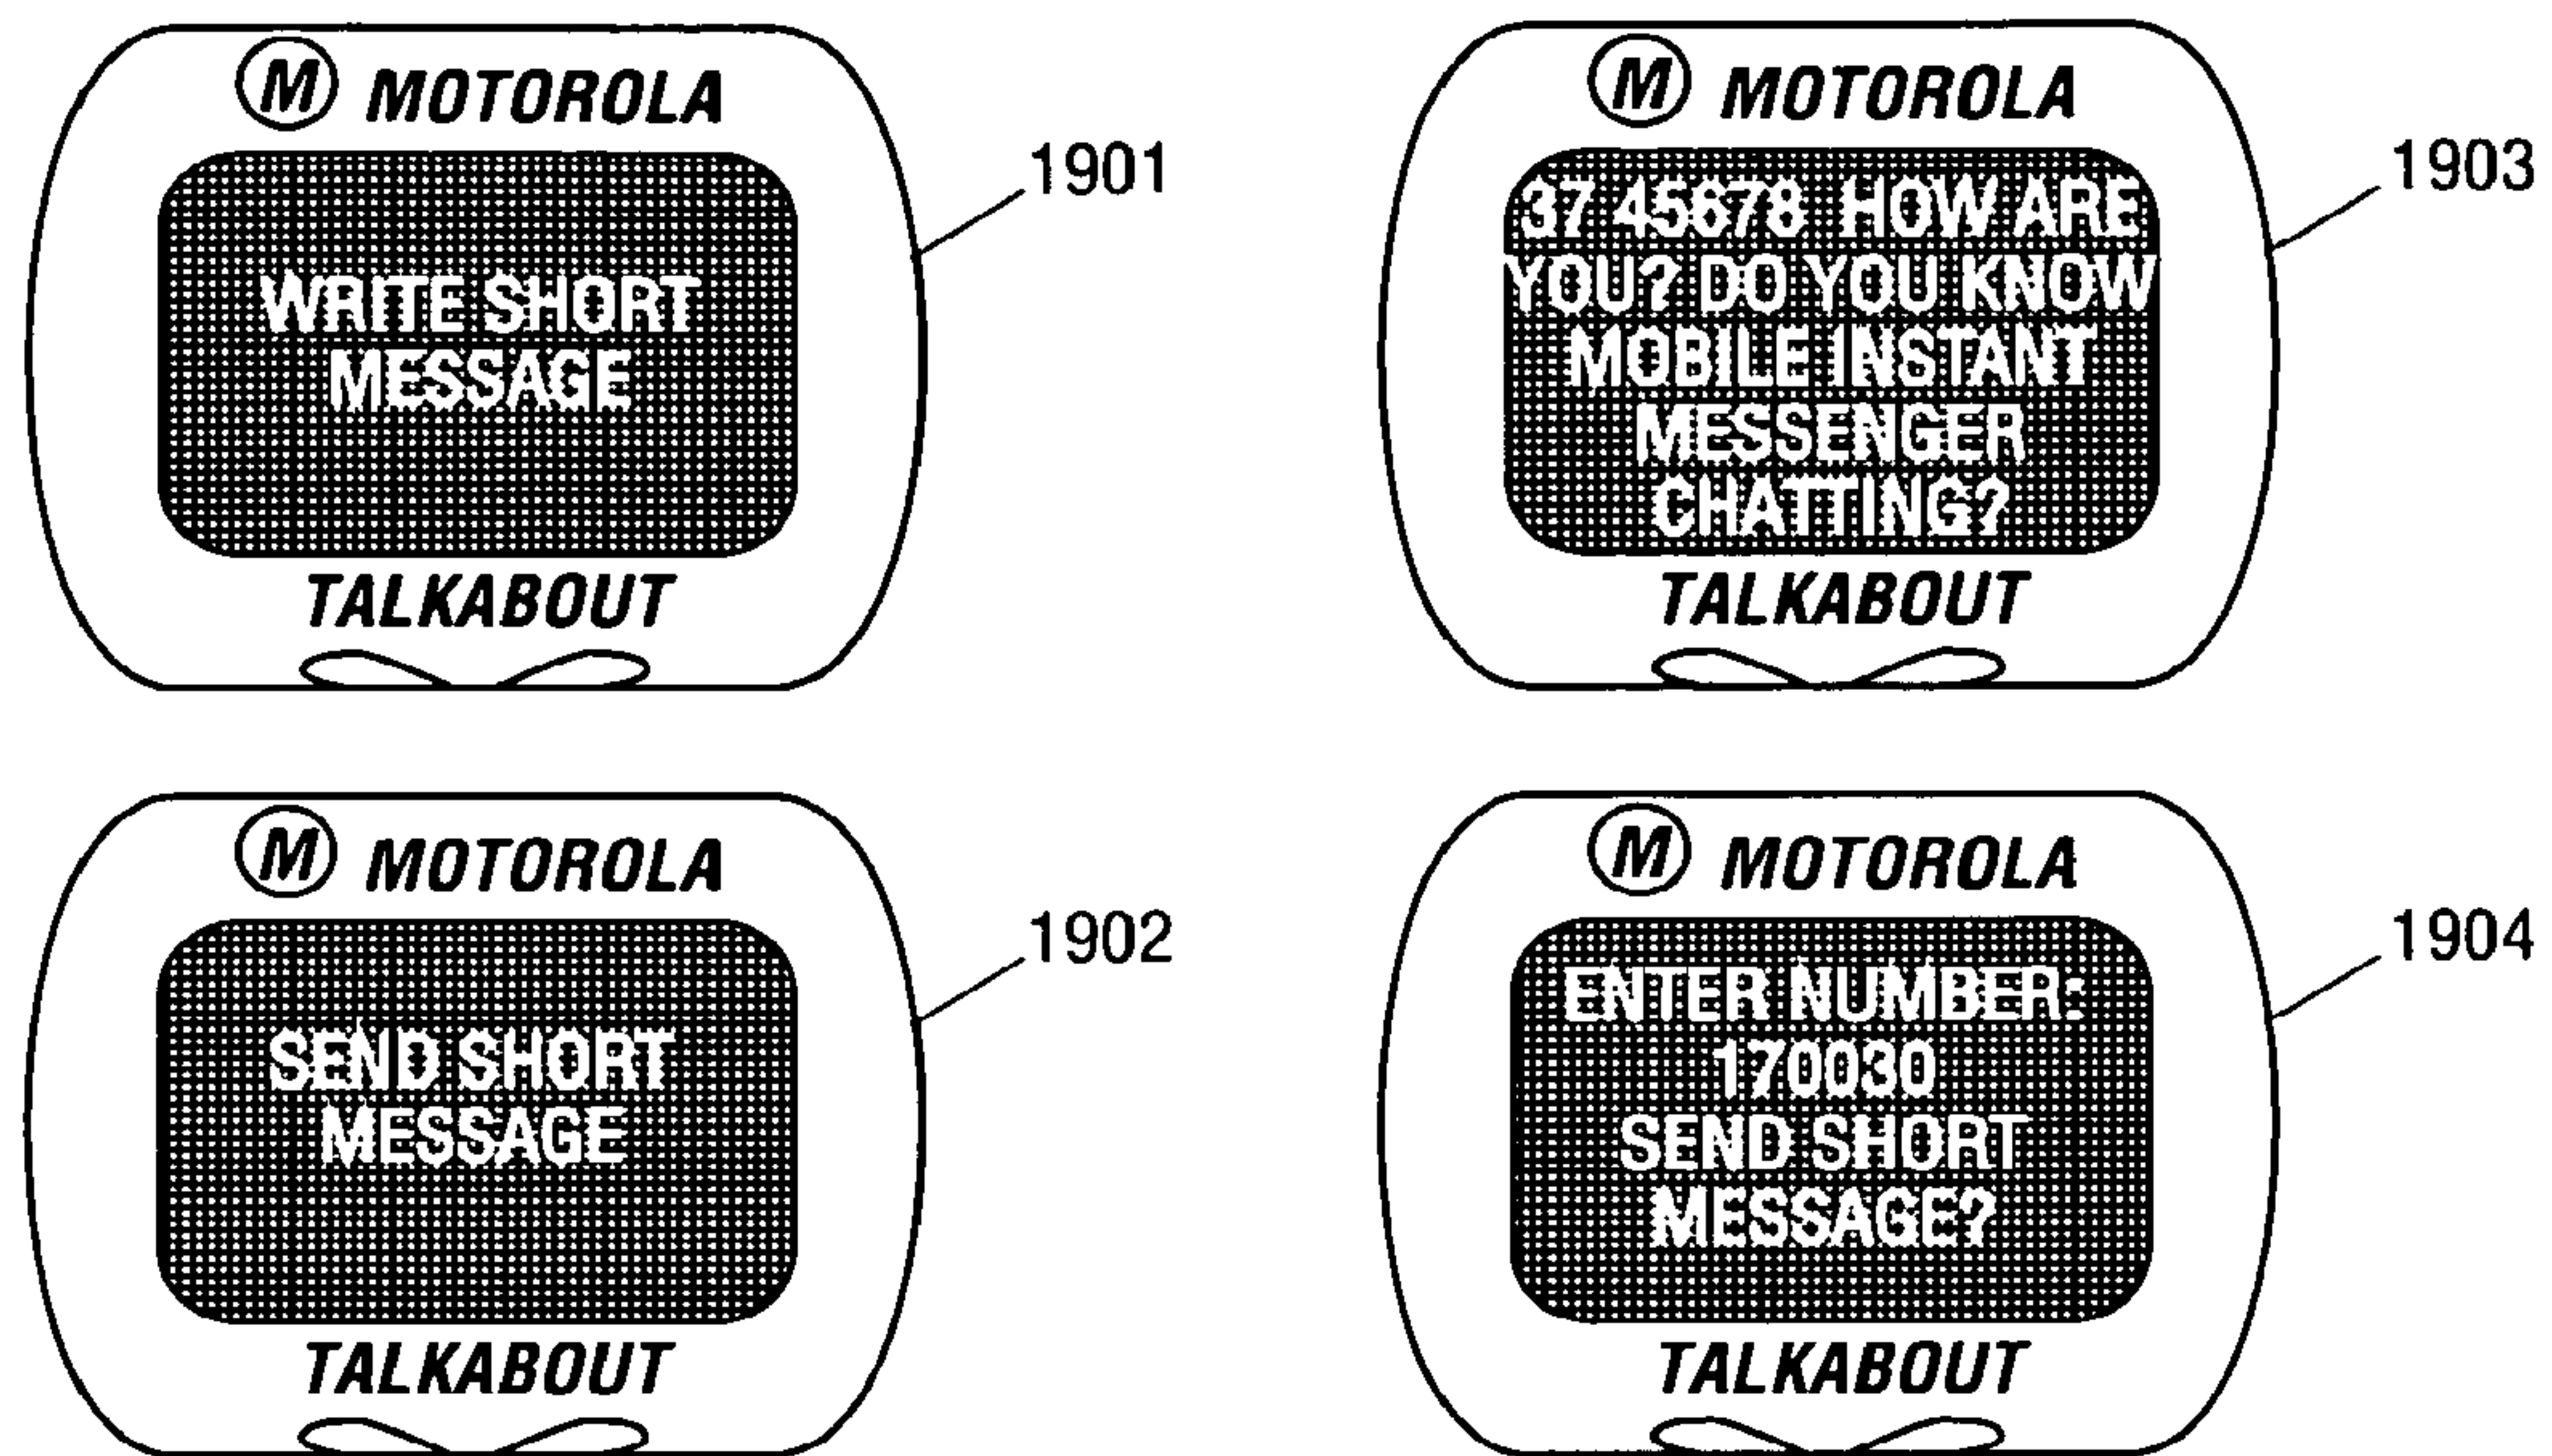 M MOTOROLA
WRITE SHORT
MESSAGE
TALKABOUT
1901
M MOTOROLA
37 45678 HOW ARE
YOU? DO YOU KNOW
MOBILE INSTANT
MESSENGER
CHATTING?
TALKABOUT
1903
M MOTOROLA
SEND SHORT
MESSAGE
TALKABOUT
1902
M MOTOROLA
ENTER NUMBER:
170030
SEND SHORT
MESSAGE?
TALKABOUT
1904